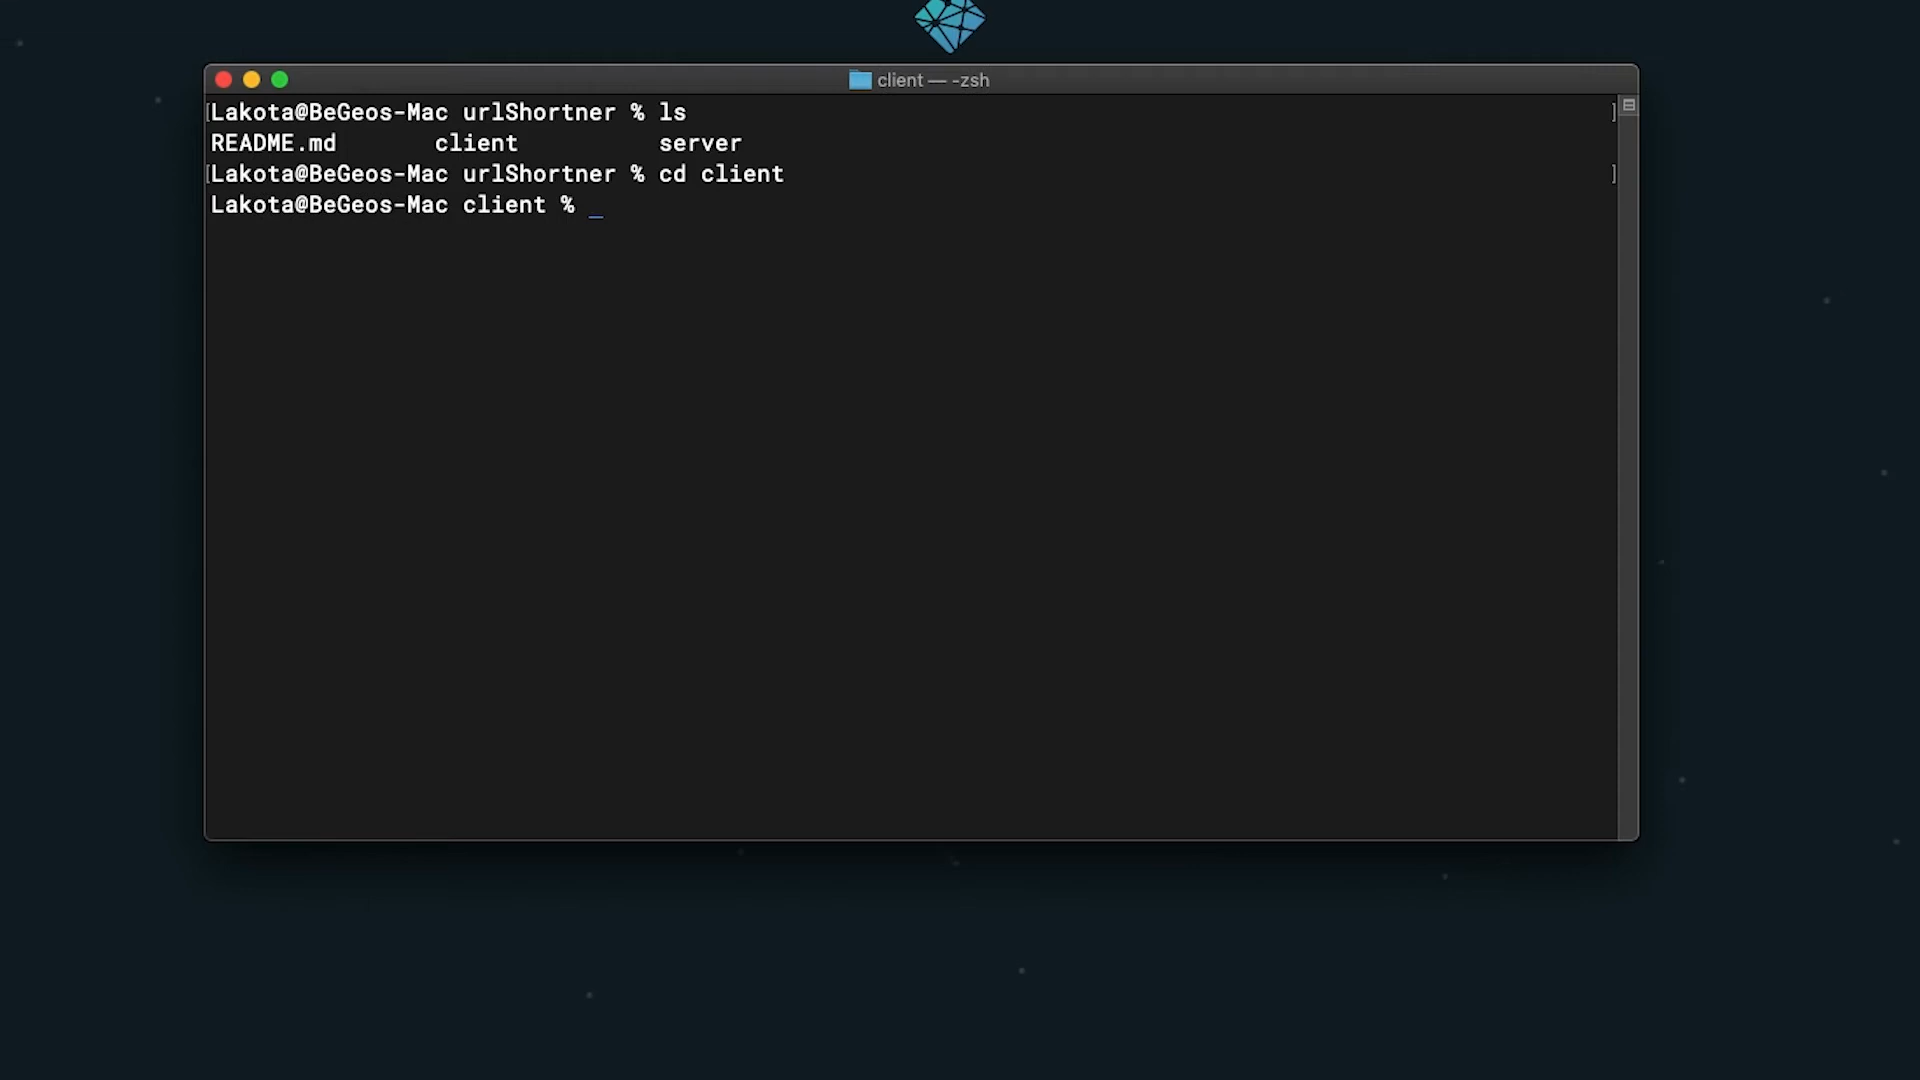 client — -zsh
Lakota@BeGeos-Mac urlShortner % ls
README.md client server
Lakota@BeGeos-Mac urlShortner % cd client
Lakota@BeGeos-Mac client % _